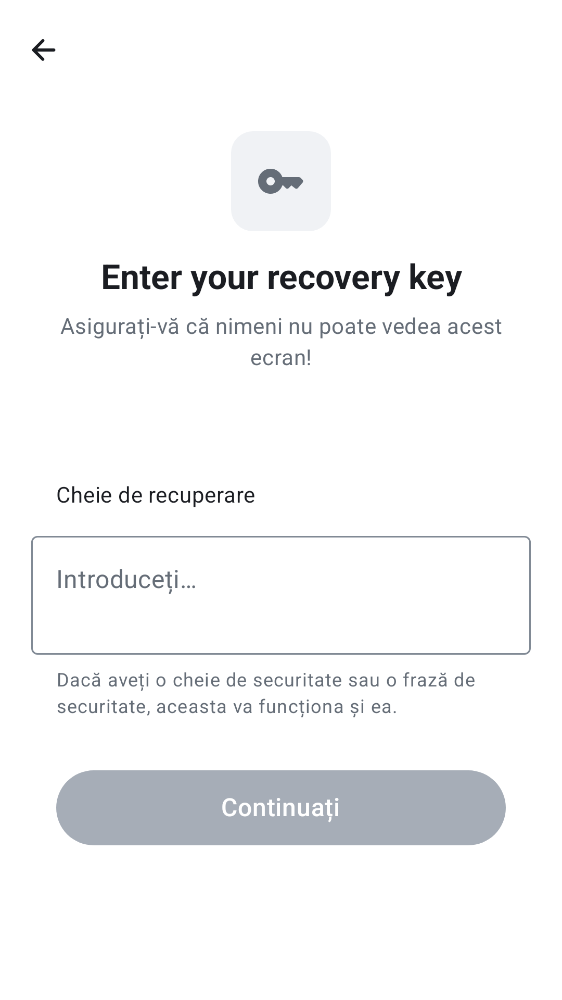 Enter your recovery key
Asigurați-vă că nimeni nu poate vedea acest
ecran!
Cheie de recuperare
Introduceți…
Dacă aveți o cheie de securitate sau o frază de
securitate, aceasta va funcționa și ea.
Continuați